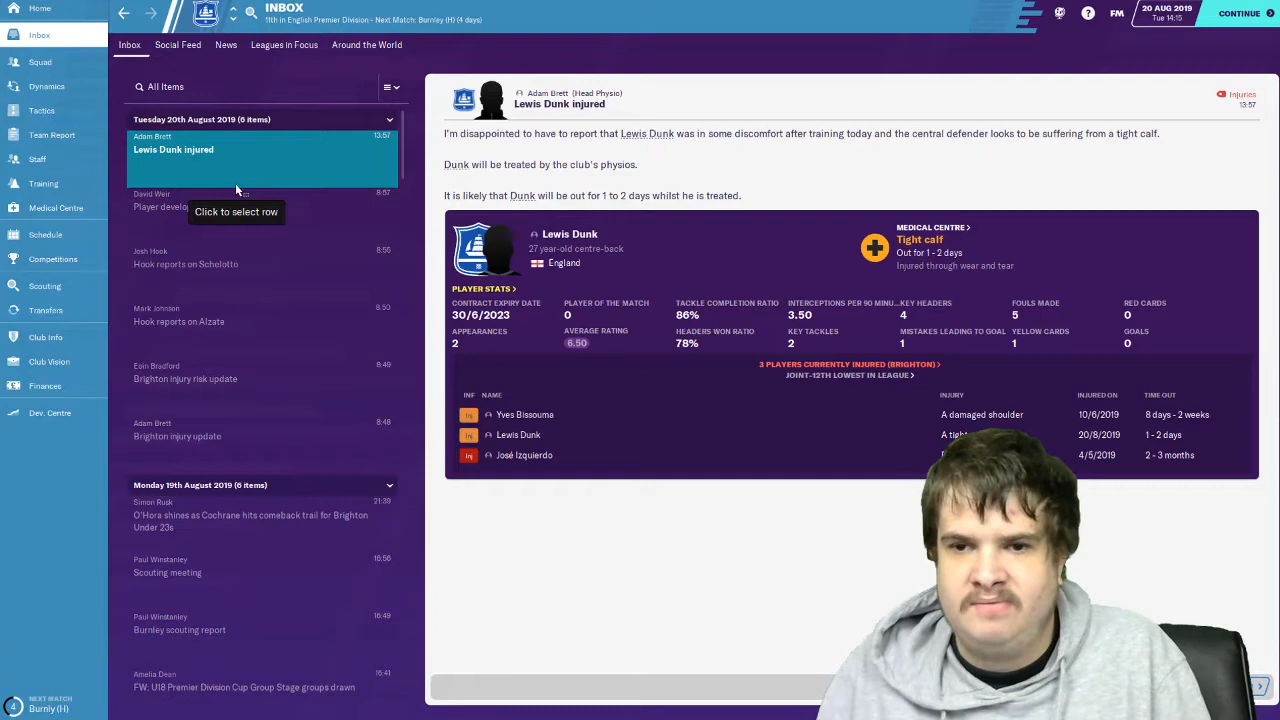 Home
Inbox
Squad
Dynamics
Tactics
Team Report
Staff
Training
Medical Centre
Schedule
Competitions
Scouting
Transfers
Club Info
Club Vision
Finances
Dev. Centre
4
NEXT MATCH
Burnly (H)
INBOX
11th in English Premier Division - Next Match: Burnley (H) (4 days)
FM
20 AUG 2019
Tue 14:15
CONTINUE
Inbox
Social Feed
News
Leagues in Focus
Around the World
All Items
Tuesday 20th August 2019 (6 items)
Adam Brett
13:57
Lewis Dunk injured
David Weir
8:57
Player develo
Click to select row
Josh Hook
8:55
Hook reports on Schelotto
Mark Johnson
8:50
Hook reports on Alzate
Eoin Bradford
8:49
Brighton injury risk update
Adam Brett
8:48
Brighton injury update
Monday 19th August 2019 (6 items)
Simon Rusk
21:39
O'Hora shines as Cochrane hits comeback trail for Brighton
Under 23s
Paul Winstanley
16:56
Scouting meeting
Paul Winstanley
16:49
Burnley scouting report
Amelia Dean
16:41
FW: U18 Premier Division Cup Group Stage groups drawn
Adam Brett (Head Physio)
Lewis Dunk injured
Injuries
13:57
I'm disappointed to have to report that Lewis Dunk was in some discomfort after training today and the central defender looks to be suffering from a tight calf.
Dunk will be treated by the club's physios.
It is likely that Dunk will be out for 1 to 2 days whilst he is treated.
Lewis Dunk
27 year-old centre-back
England
MEDICAL CENTRE
Tight calf
Out for 1 - 2 days
Injured through wear and tear
PLAYER STATS
CONTRACT EXPIRY DATE
PLAYER OF THE MATCH
TACKLE COMPLETION RATIO
INTERCEPTIONS PER 90 MINU...
KEY HEADERS
FOULS MADE
RED CARDS
30/6/2023
0
86%
3.50
4
5
0
APPEARANCES
AVERAGE RATING
HEADERS WON RATIO
KEY TACKLES
MISTAKES LEADING TO GOAL
YELLOW CARDS
GOALS
2
6.50
78%
2
1
1
0
3 PLAYERS CURRENTLY INJURED (BRIGHTON)
JOINT-12TH LOWEST IN LEAGUE
INF
NAME
INJURY
INJURED ON
TIME OUT
Inj
Yves Bissouma
A damaged shoulder
10/6/2019
8 days - 2 weeks
Inj
Lewis Dunk
20/8/2019
1 - 2 days
Inj
José Izquierdo
4/5/2019
2 - 3 months